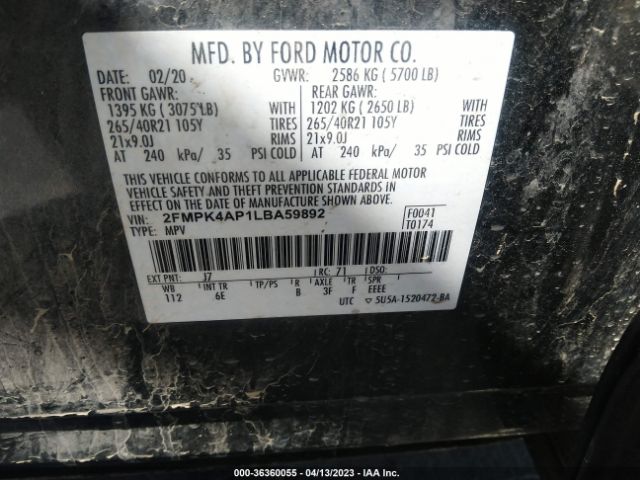 MFD. BY FORD MOTOR CO.
DATE: 02/20 GVWR: 2586 KG ( 5700 LB)
FRONT GAWR: REAR GAWR:
1395 KG ( 3075 LB) WITH 1202 KG ( 2650 LB) WITH
265/40R21 105Y TIRES 265/40R21 105Y TIRES
21x9.0J RIMS 21x9.0J RIMS
AT 240 kPa/ 35 PSI COLD AT 240 kPa/ 35 PSI COLD
THIS VEHICLE CONFORMS TO ALL APPLICABLE FEDERAL MOTOR
VEHICLE SAFETY AND THEFT PREVENTION STANDARDS IN
EFFECT ON THE DATE OF MANUFACTURE SHOWN ABOVE.
VIN: 2FMPK4AP1LBA59892 F0041
TYPE: MPV T0174
EXT PNT: J7 RC: 71 DSO:
WB INT TR TP/PS R AXLE TR SPR
112 6E B 3F F EEEE
UTC 5U5A-1520472-BA
000-36360055 - 04/13/2023 - IAA Inc.